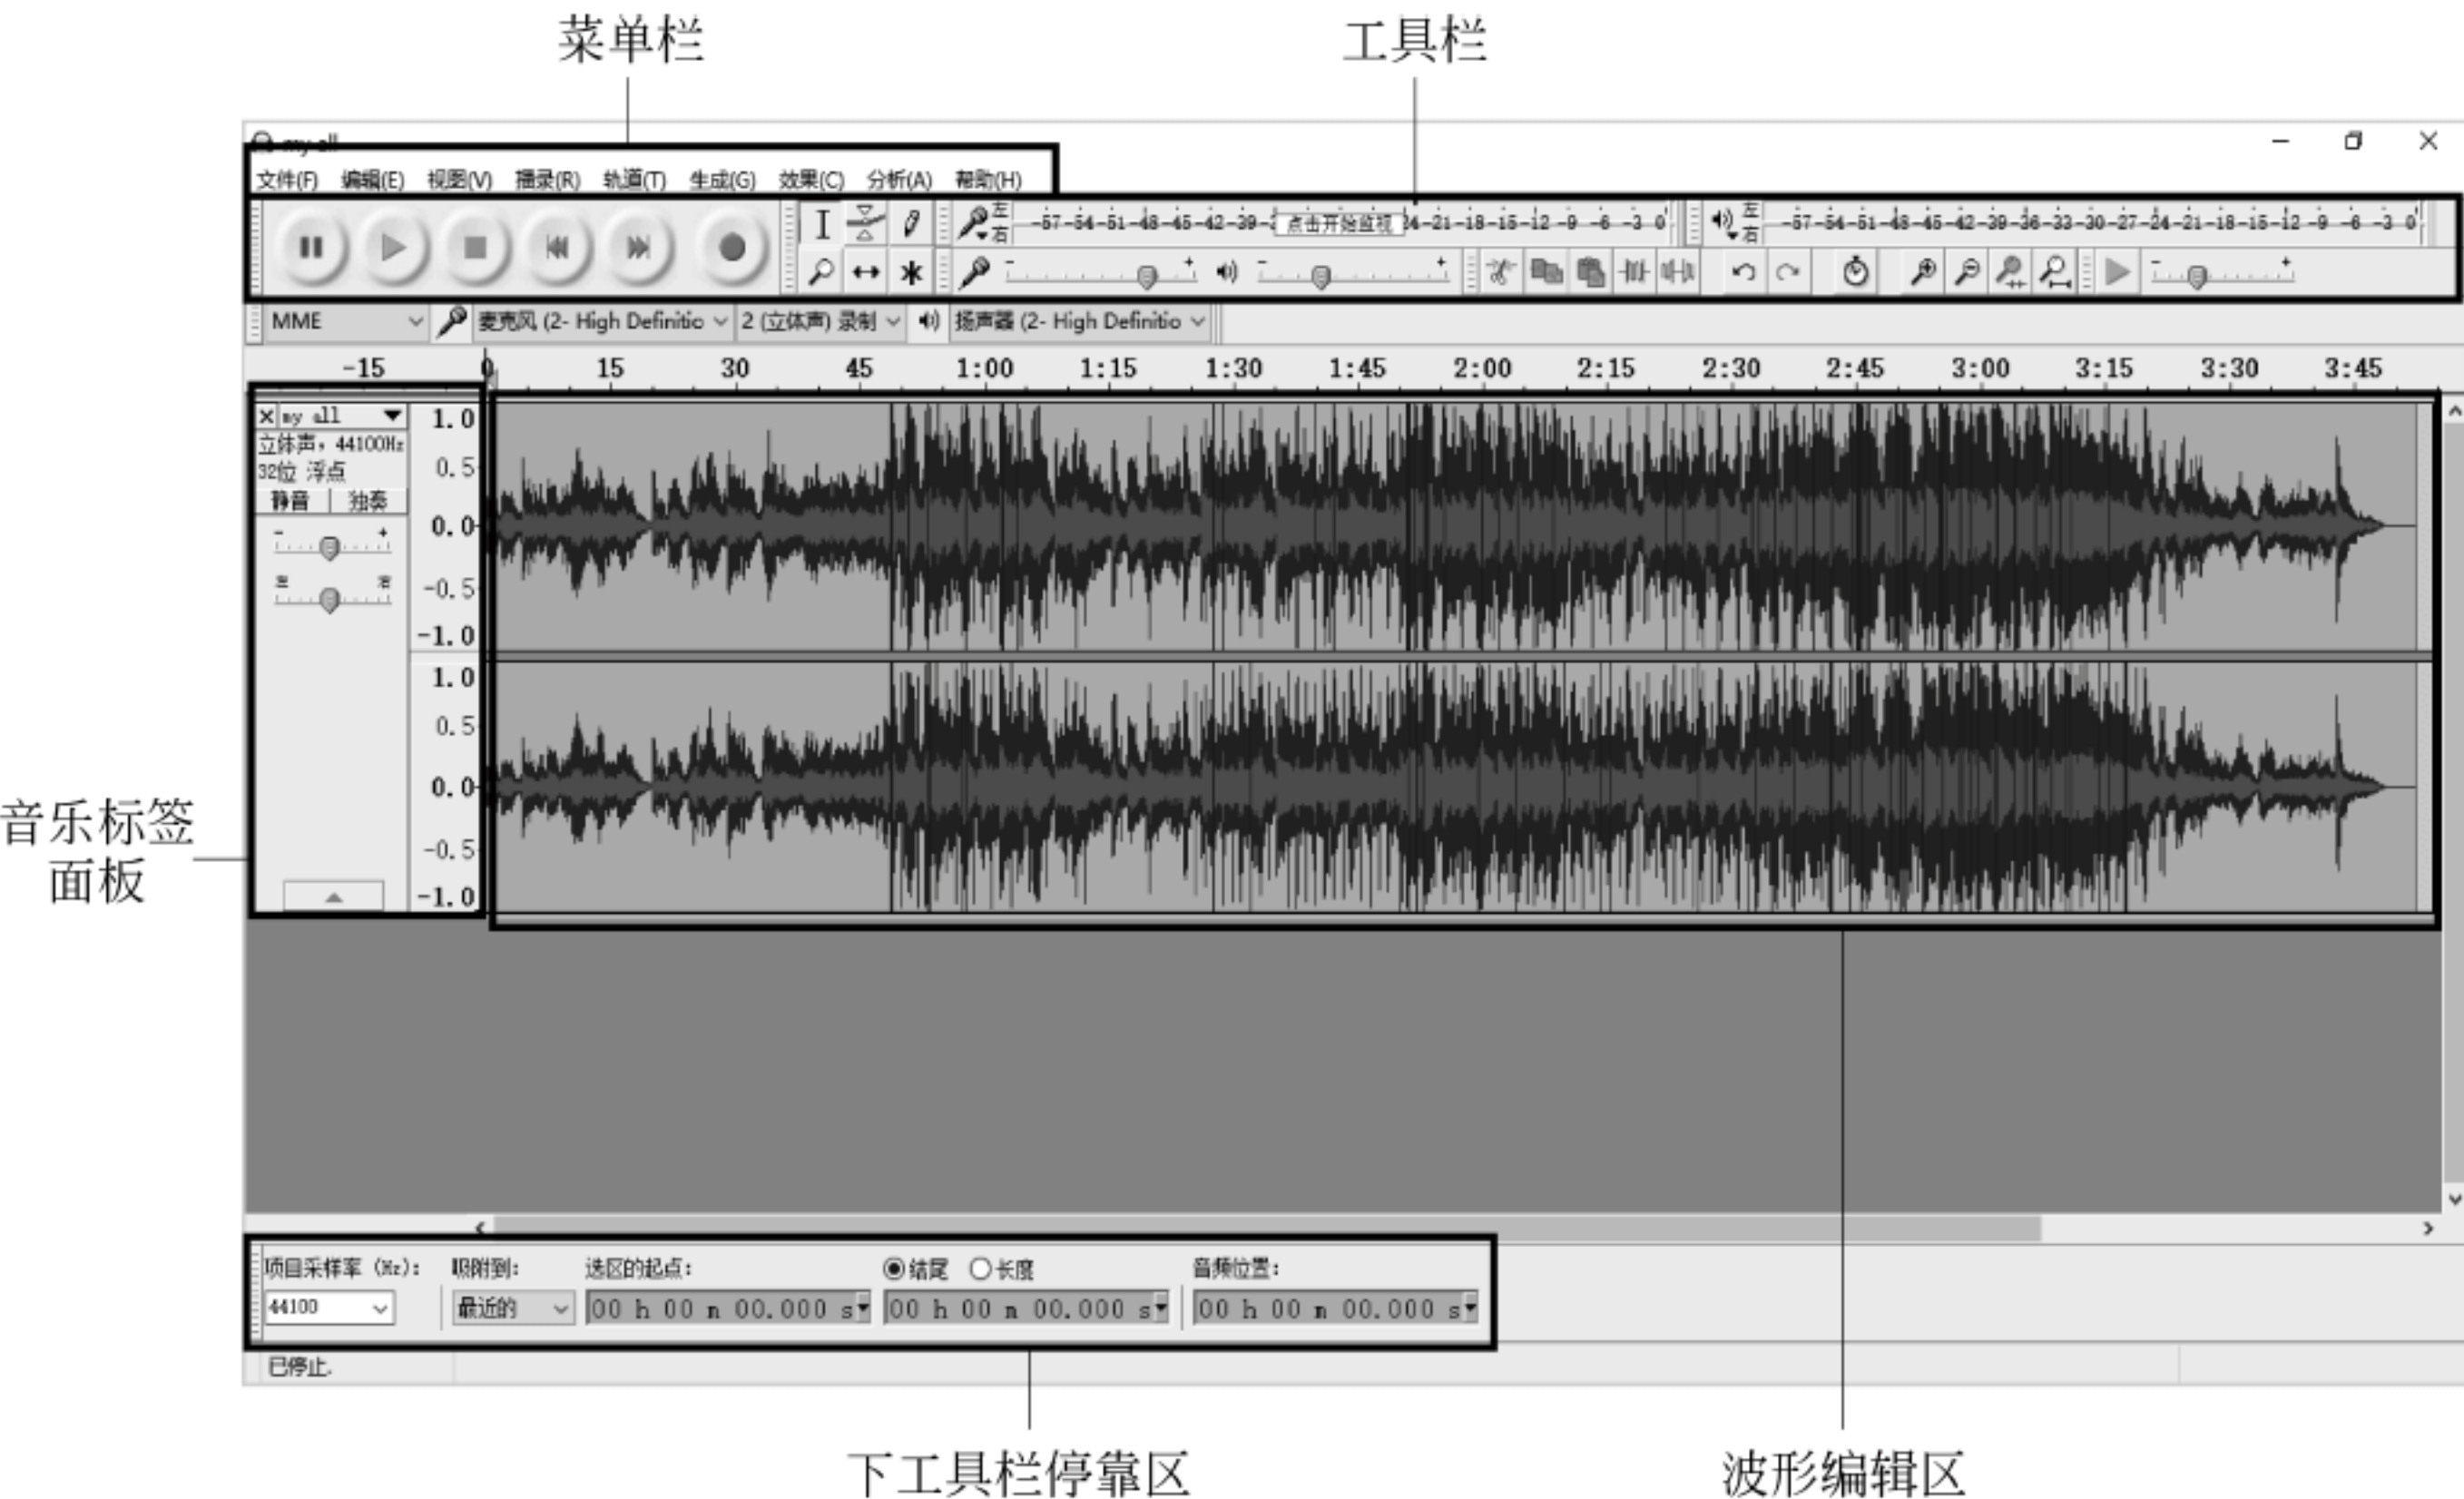 菜单栏 工具栏
my all
文件(F) 编辑(E) 视图(V) 播录(R) 轨道(T) 生成(G) 效果(C) 分析(A) 帮助(H)
左 -57-54-51-48-45-42-39- 点击开始监视 24-21-18-15-12-9 -6 -3 0 左 -57-54-51-48-45-42-39-36-33-30-27-24-21-18-15-12-9 -6 -3 0
右 右
- + - + - +
MME 麦克风 (2- High Definitio 2 (立体声) 录制 扬声器 (2- High Definitio
-15 0 15 30 45 1:00 1:15 1:30 1:45 2:00 2:15 2:30 2:45 3:00 3:15 3:30 3:45
my all 1.0
立体声，44100Hz
32位 浮点 0.5
静音 独奏
0.0
- +
左 右 -0.5
-1.0
1.0
0.5
0.0
-0.5
-1.0
音乐标签
面板
项目采样率 (Hz)： 吸附到： 选区的起点： 结尾 长度 音频位置：
44100 最近的 00 h 00 m 00.000 s 00 h 00 m 00.000 s 00 h 00 m 00.000 s
已停止.
下工具栏停靠区 波形编辑区